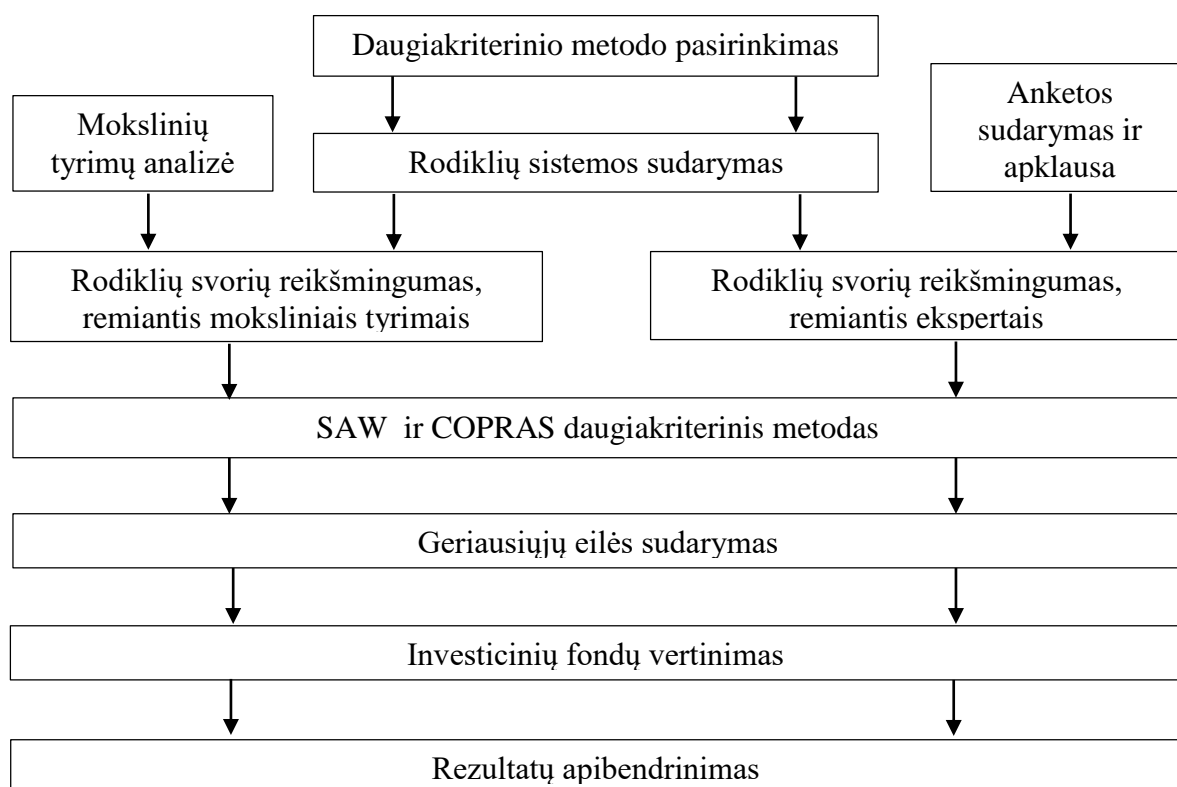 Daugiakriterinio metodo pasirinkimas
Mokslinių
tyrimų analizė
Rodiklių sistemos sudarymas
Anketos
sudarymas ir
apklausa
Rodiklių svorių reikšmingumas,
remiantis moksliniais tyrimais
Rodiklių svorių reikšmingumas,
remiantis ekspertais
SAW ir COPRAS daugiakriterinis metodas
Geriausiųjų eilės sudarymas
Investicinių fondų vertinimas
Rezultatų apibendrinimas